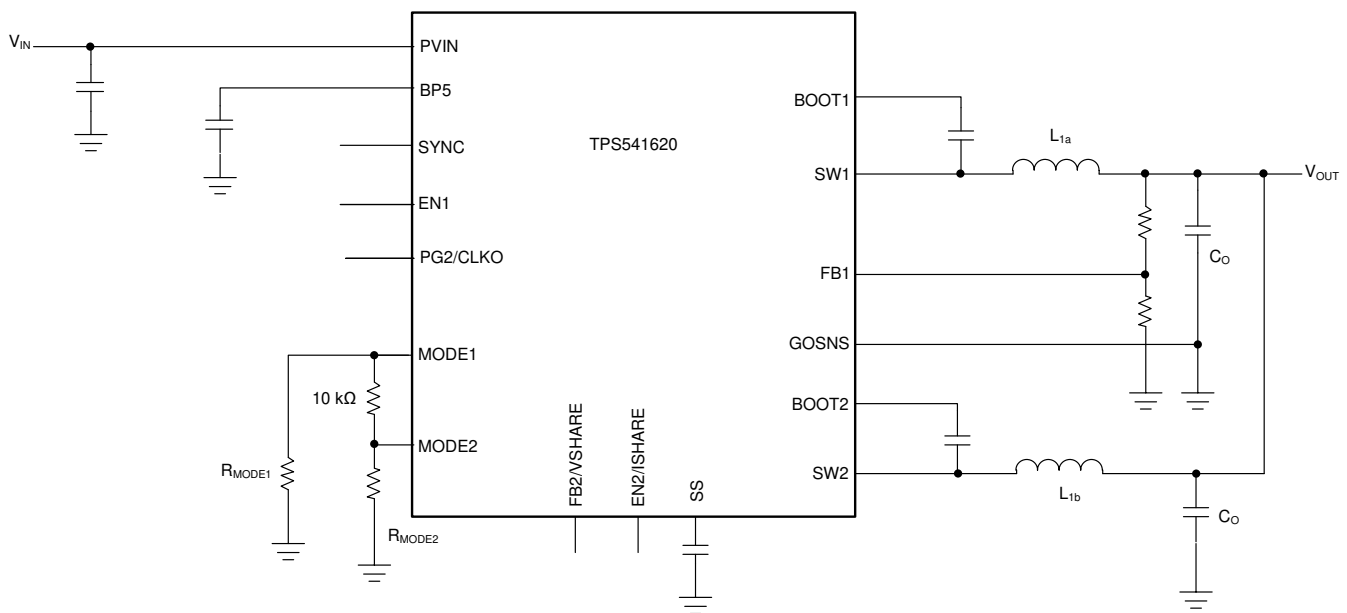 V_IN
PVIN
BP5
BOOT1
TPS541620
SYNC
L_1a
SW1
V_OUT
EN1
C_O
PG2/CLKO
FB1
GOSNS
MODE1
10 kΩ
BOOT2
MODE2
FB2/VSHARE
EN2/ISHARE
SS
SW2
R_MODE1
L_1b
C_O
R_MODE2